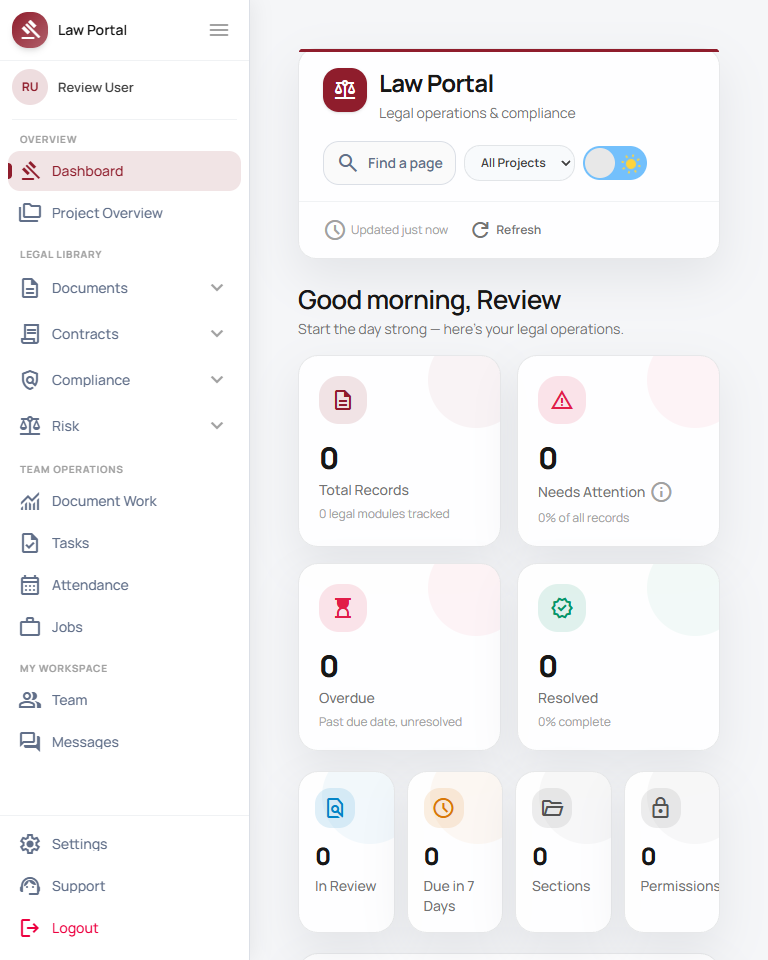 Law Portal
RU
Review User
OVERVIEW
Dashboard
Project Overview
LEGAL LIBRARY
Documents
Contracts
Compliance
Risk
TEAM OPERATIONS
Document Work
Tasks
Attendance
Jobs
MY WORKSPACE
Team
Messages
Settings
Support
Logout
Law Portal
Legal operations & compliance
Find a page
All Projects
Updated just now
Refresh
Good morning, Review
Start the day strong — here's your legal operations.
0
Total Records
0 legal modules tracked
0
Needs Attention
0% of all records
0
Overdue
Past due date, unresolved
0
Resolved
0% complete
0
In Review
0
Due in 7
Days
0
Sections
0
Permissions